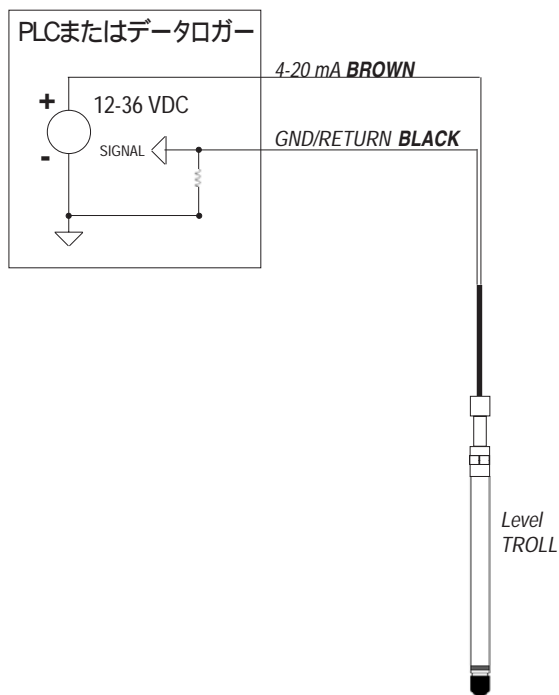 PLCまたはデータロガー
4-20 mA BROWN
+
12-36 VDC
GND/RETURN BLACK
SIGNAL
-
Level
TROLL